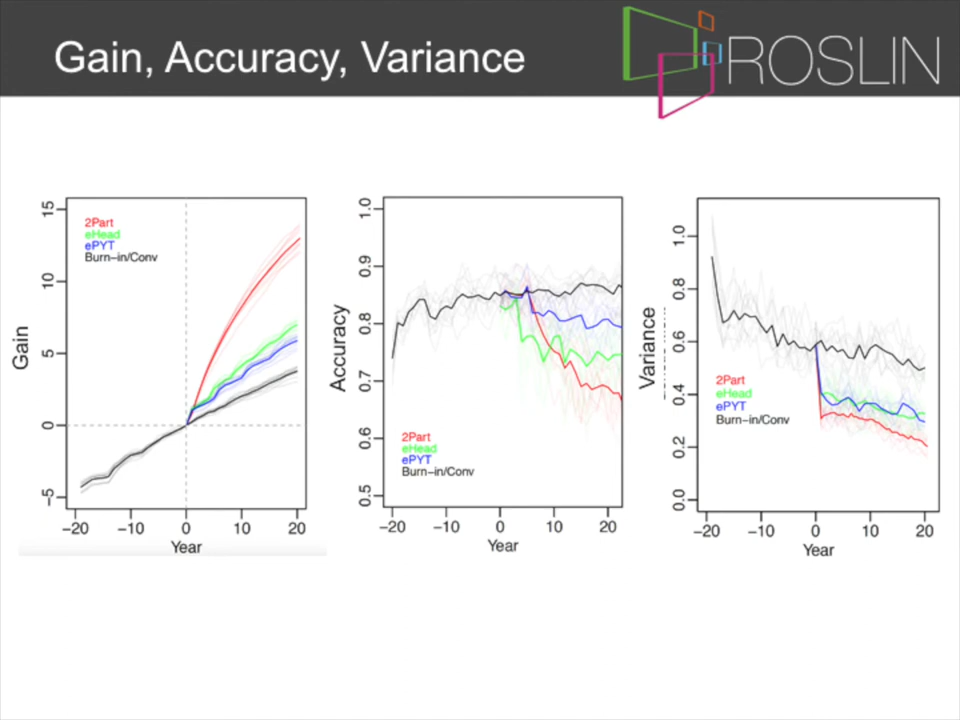 Gain, Accuracy, Variance
ROSLIN
Gain
15
10
5
0
−5
2Part
eHead
ePYT
Burn−in/Conv
−20 −10 0 10 20
Year
Accuracy
1.0
0.9
0.8
0.7
0.6
0.5
2Part
eHead
ePYT
Burn−in/Conv
−20 −10 0 10 20
Year
Variance
1.0
0.8
0.6
0.4
0.2
0.0
2Part
eHead
ePYT
Burn−in/Conv
−20 −10 0 10 20
Year